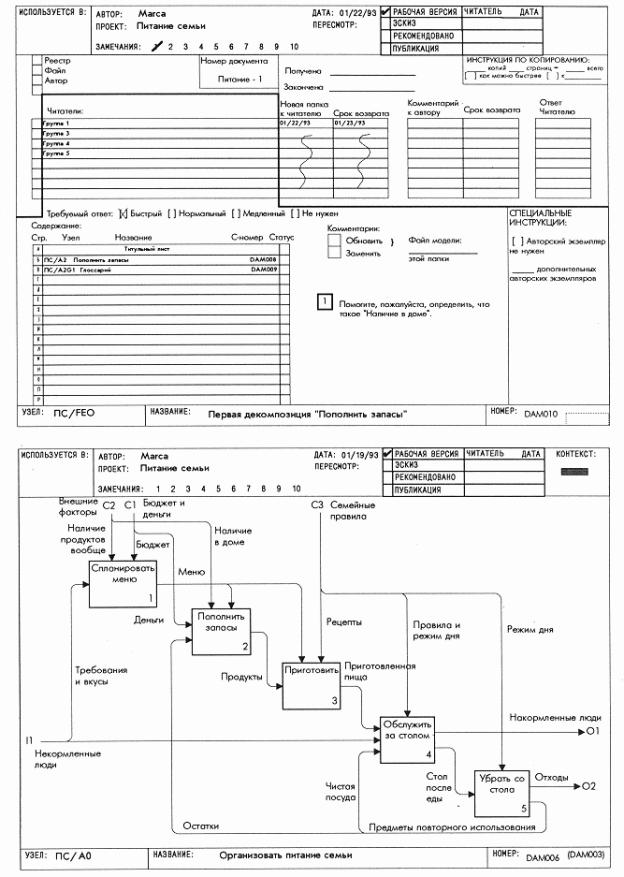 ИСПОЛЬЗУЕТСЯ В: АВТОР: Marca ДАТА: 01/22/93 РАБОЧАЯ ВЕРСИЯ ЧИТАТЕЛЬ ДАТА
ПРОЕКТ: Питание семьи ПЕРЕСМОТР: ЭСКИЗ
РЕКОМЕНДОВАНО
ЗАМЕЧАНИЯ: 1 2 3 4 5 6 7 8 9 10 ПУБЛИКАЦИЯ
Реестр
Файл
Автор
Номер документа
Питание - 1
Получена
Закончена
ИНСТРУКЦИЯ ПО КОПИРОВАНИЮ:
копий страниц = всего
[ ] как можно быстрее [ ] к
Читатели:
Новая папка
к читателю Срок возврата
Комментарий
к автору Срок возврата
Ответ
Читателю
Группа 1 01/22/93 01/23/93
Группа 3
Группа 4
Группа 5
Требуемый ответ: [X] Быстрый [ ] Нормальный [ ] Медленный [ ] Не нужен
Содержание:
Стр. Узел Название С-номер Статус
Титульный лист
ПС/А2 Пополнить запасы DAM008
ПС/A2G1 Глоссарий DAM009
Комментарии:
Обновить } Файл модели:
Заменить этой папки
1 Помогите, пожалуйста, определить, что
такое "Наличие в доме".
СПЕЦИАЛЬНЫЕ
ИНСТРУКЦИИ:
[ ] Авторский экземпляр
не нужен
дополнительных
авторских экземпляров
УЗЕЛ: ПС/FEO НАЗВАНИЕ: Первая декомпозиция "Пополнить запасы" НОМЕР: DAM010
ИСПОЛЬЗУЕТСЯ В: АВТОР: Marca ДАТА: 01/19/93 РАБОЧАЯ ВЕРСИЯ ЧИТАТЕЛЬ ДАТА КОНТЕКСТ:
ПРОЕКТ: Питание семьи ПЕРЕСМОТР: ЭСКИЗ
РЕКОМЕНДОВАНО
ЗАМЕЧАНИЯ: 1 2 3 4 5 6 7 8 9 10 ПУБЛИКАЦИЯ
Внешние
факторы
C2 C1
Бюджет и
деньги
C3 Семейные
правила
Наличие
продуктов
вообще
Бюджет
Наличие
в доме
Спланировать
меню
1
Меню
Деньги
Пополнить
запасы
2
Рецепты
Правила и
режим дня
Режим дня
Требования
и вкусы
Продукты
Приготовить
3
Приготовленная
пища
I1
Некормленные
люди
Обслужить
за столом
4
Накормленные люди
O1
Чистая
посуда
Стол
после
еды
Убрать со
стола
5
Отходы
O2
Остатки
Предметы повторного использования
УЗЕЛ: ПС/А0 НАЗВАНИЕ: Организовать питание семьи НОМЕР: DAM006 (DAM003)